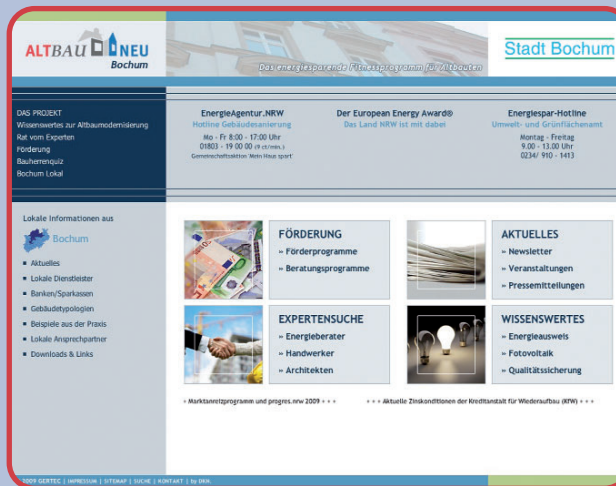 ALTBAU NEU
Bochum
Das energiesparende Fitnessprogramm für Altbauten
Stadt Bochum
DAS PROJEKT
Wissenswertes zur Altbaumodernisierung
Rat vom Experten
Förderung
Bauherrenquiz
Bochum Lokal
EnergieAgentur.NRW
Hotline Gebäudesanierung
Mo - Fr 8:00 - 17:00 Uhr
01803 - 19 00 00 (9 ct/min.)
Gemeinschaftsaktion 'Mein Haus spart'
Der European Energy Award®
Das Land NRW ist mit dabei
Energiespar-Hotline
Umwelt- und Grünflächenamt
Montag - Freitag
9.00 - 13.00 Uhr
0234/ 910 - 1413
Lokale Informationen aus
Bochum
Aktuelles
Lokale Dienstleister
Banken/Sparkassen
Gebäudetypologien
Beispiele aus der Praxis
Lokale Ansprechpartner
Downloads & Links
FÖRDERUNG
» Förderprogramme
» Beratungsprogramme
AKTUELLES
» Newsletter
» Veranstaltungen
» Pressemitteilungen
EXPERTENSUCHE
» Energieberater
» Handwerker
» Architekten
WISSENSWERTES
» Energieausweis
» Fotovoltaik
» Qualitätssicherung
• Marktanreizprogramm und progres.nrw 2009 • • •
• • • Aktuelle Zinskonditionen der Kreditanstalt für Wiederaufbau (KfW) • • •
2009 GERTEC | IMPRESSUM | SITEMAP | SUCHE | KONTAKT | by DKM.